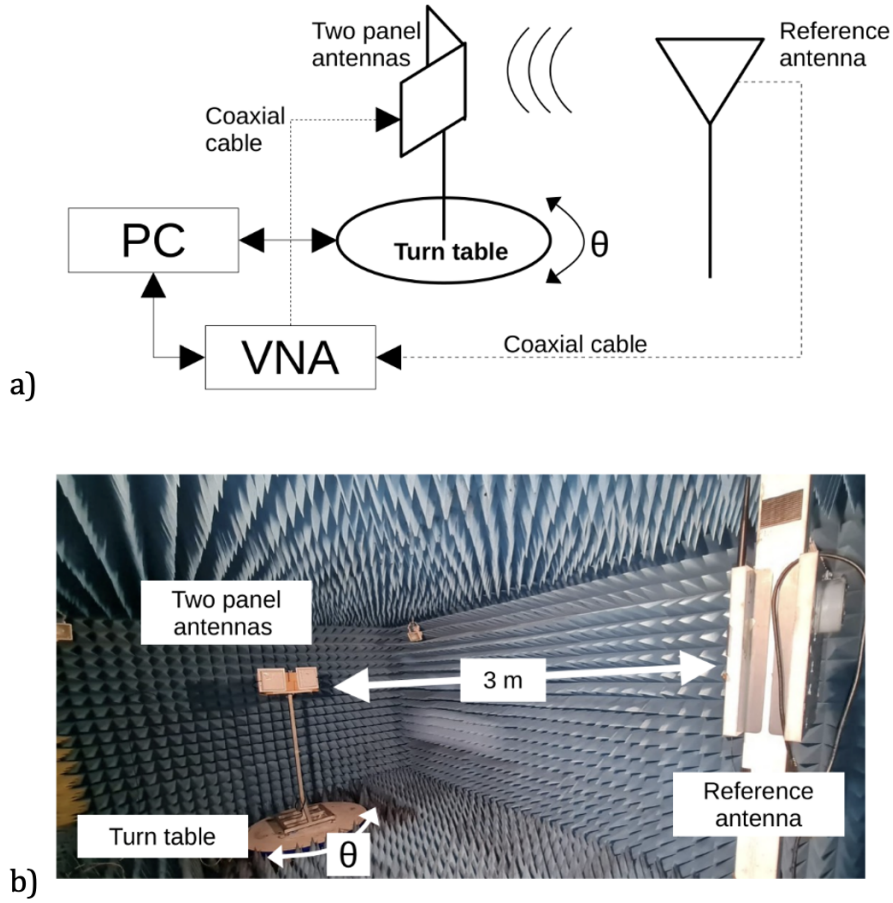 Two panel
antennas
Reference
antenna
Coaxial
cable
PC
Turn table
θ
VNA
Coaxial cable
a)
Two panel
antennas
3 m
Reference
antenna
Turn table
θ
b)